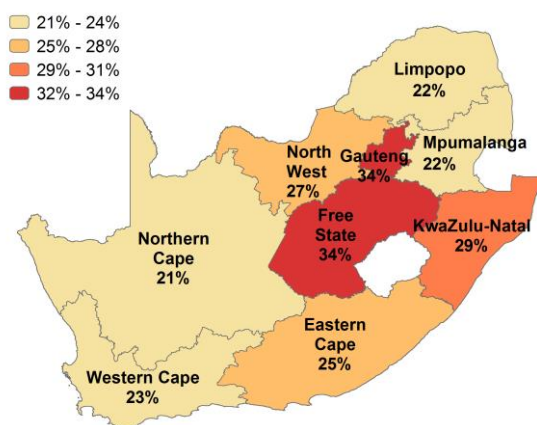 21% - 24%
25% - 28%
29% - 31%
32% - 34%
Limpopo
22%
Mpumalanga
22%
North
West
27%
Gauteng
34%
Free
State
34%
KwaZulu-Natal
29%
Northern
Cape
21%
Eastern
Cape
25%
Western Cape
23%